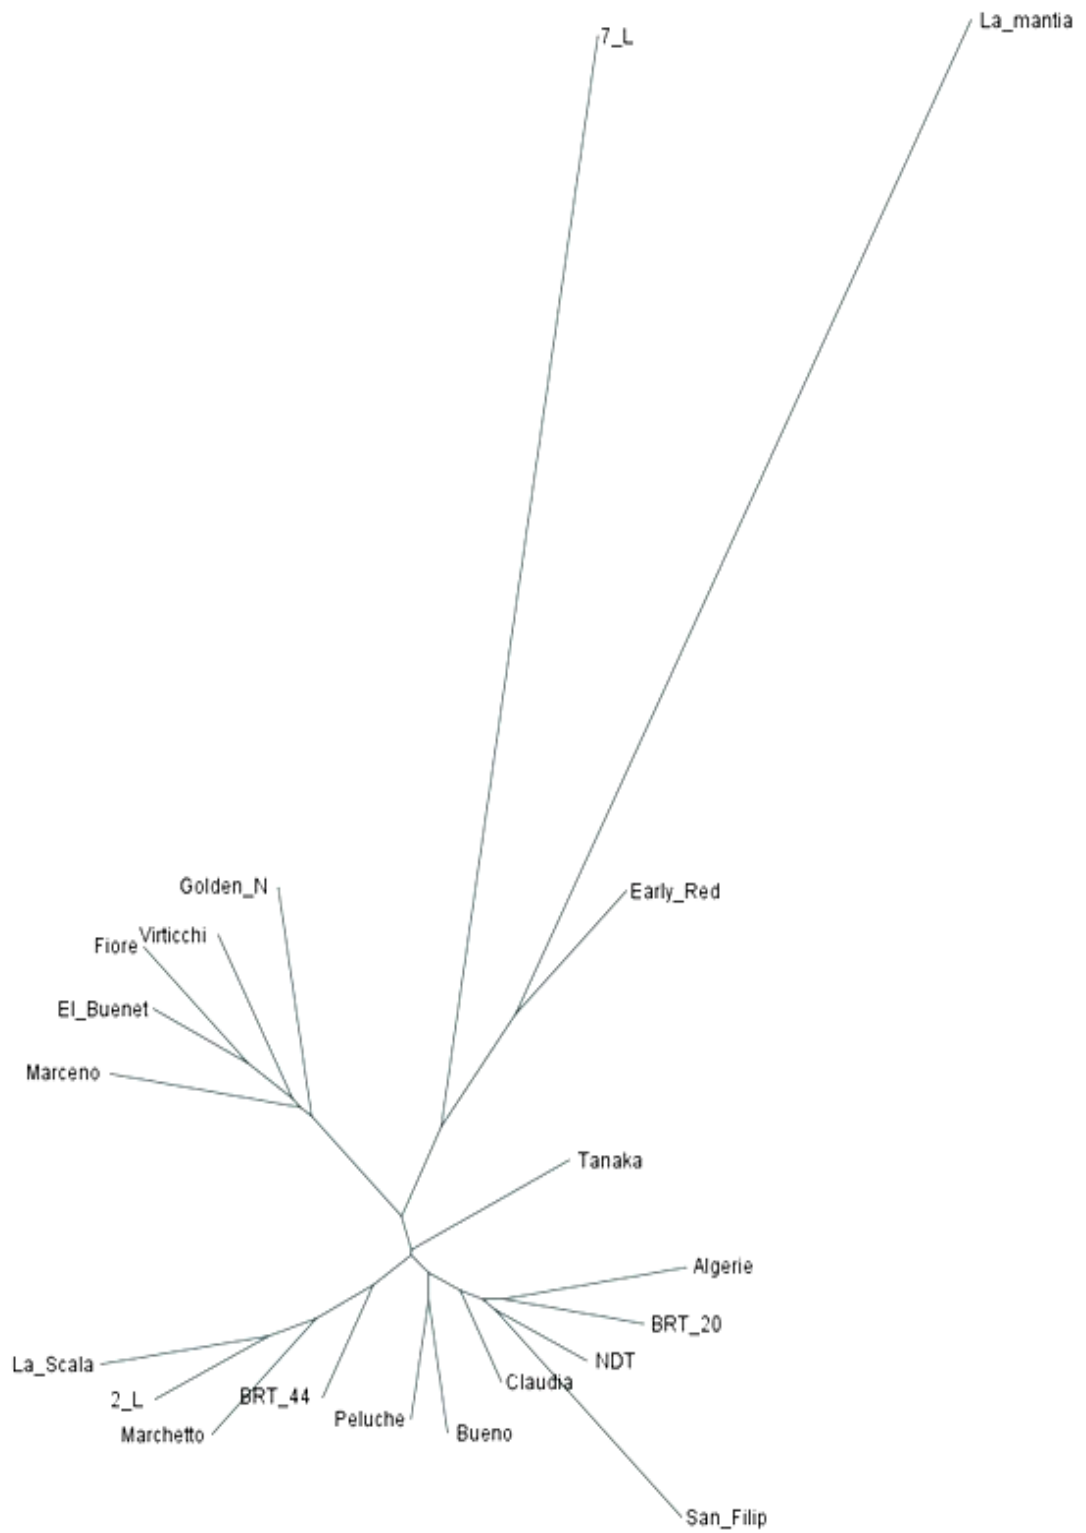 La_mantia
7_L
Golden_N
Early_Red
Virticchi
Fiore
El_Buenet
Marceno
Tanaka
Algerie
BRT_20
NDT
La_Scala
Claudia
2_L
BRT_44
Peluche
Bueno
Marchetto
San_Filip